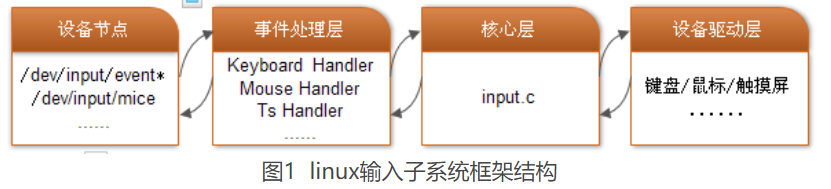 设备节点
/dev/input/event*
/dev/input/mice
......
事件处理层
Keyboard Handler
Mouse Handler
Ts Handler
......
核心层
input.c
设备驱动层
键盘/鼠标/触摸屏
......
图1 linux输入子系统框架结构